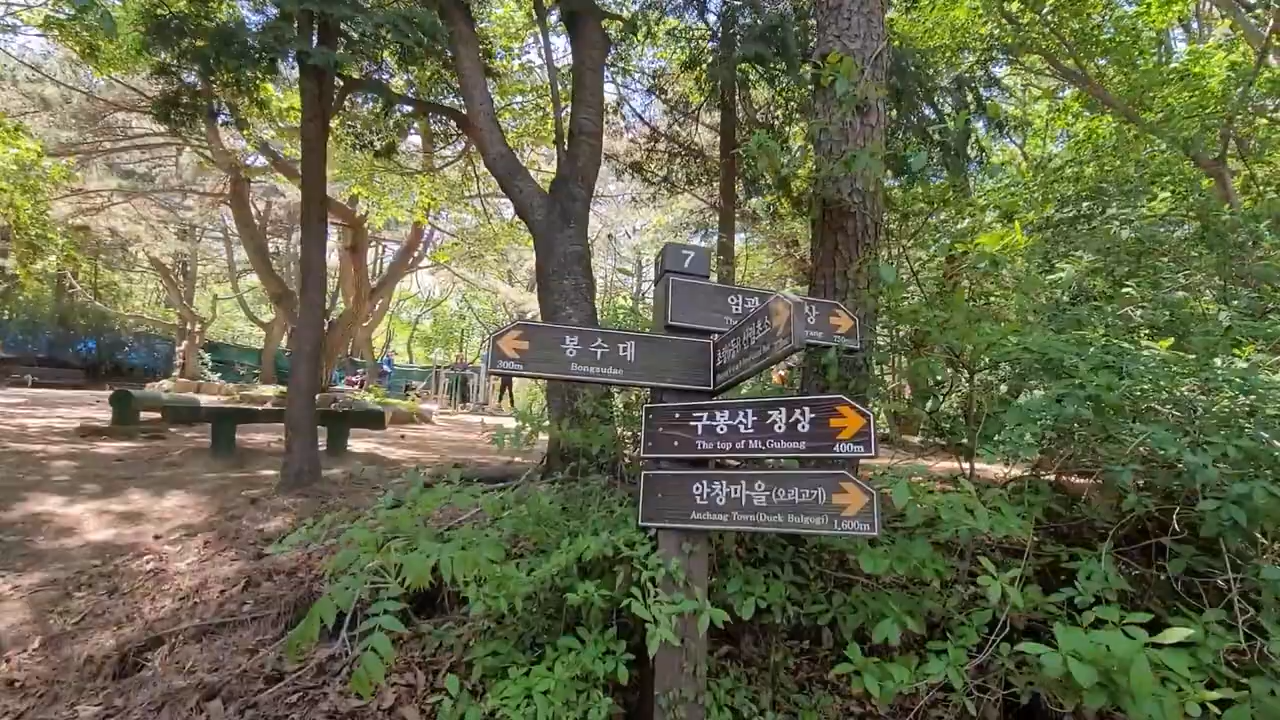 7
엄광
상
봉수대
Bongsudae
300m
구봉산 정상
The top of Mt.Gubong
400m
안창마을(오리고기)
Anchang Town(Duck Bulgogi)
1,600m